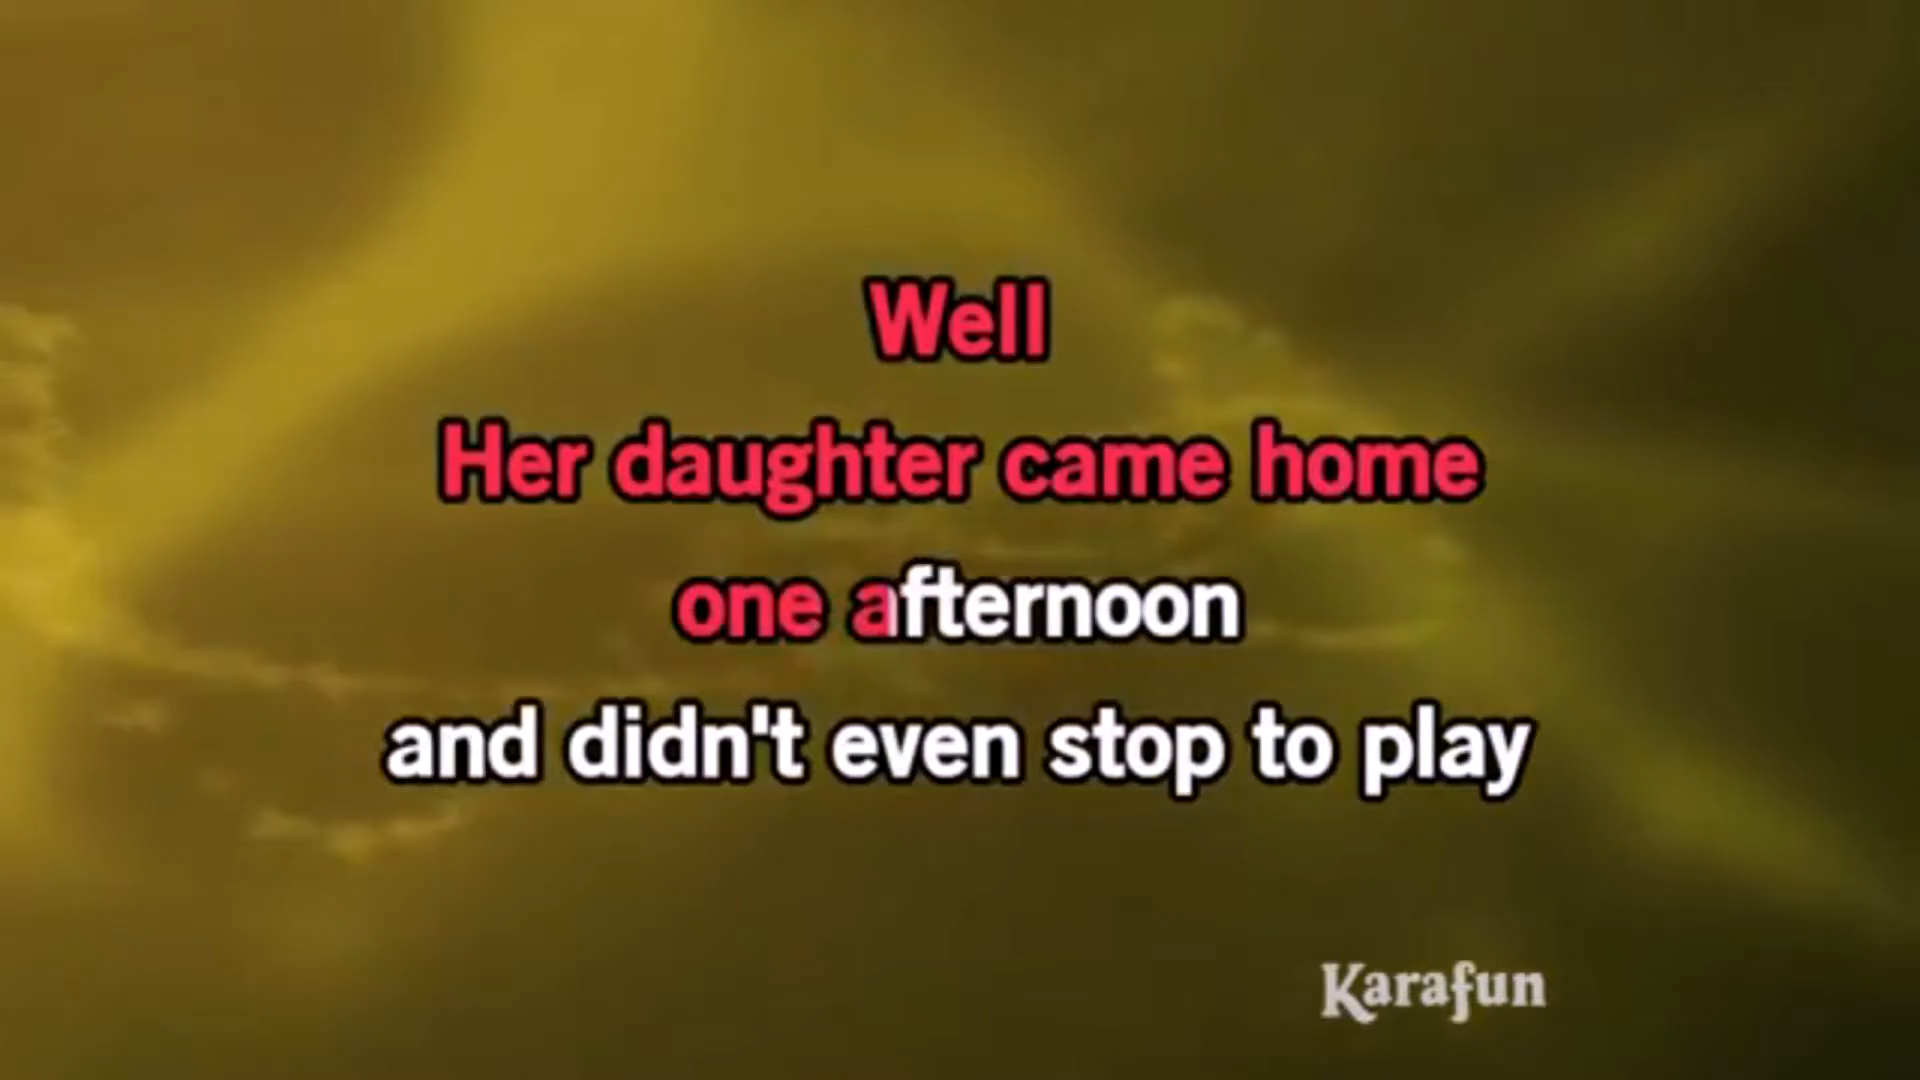 Well
Her daughter came home
one afternoon
and didn't even stop to play
Karafun